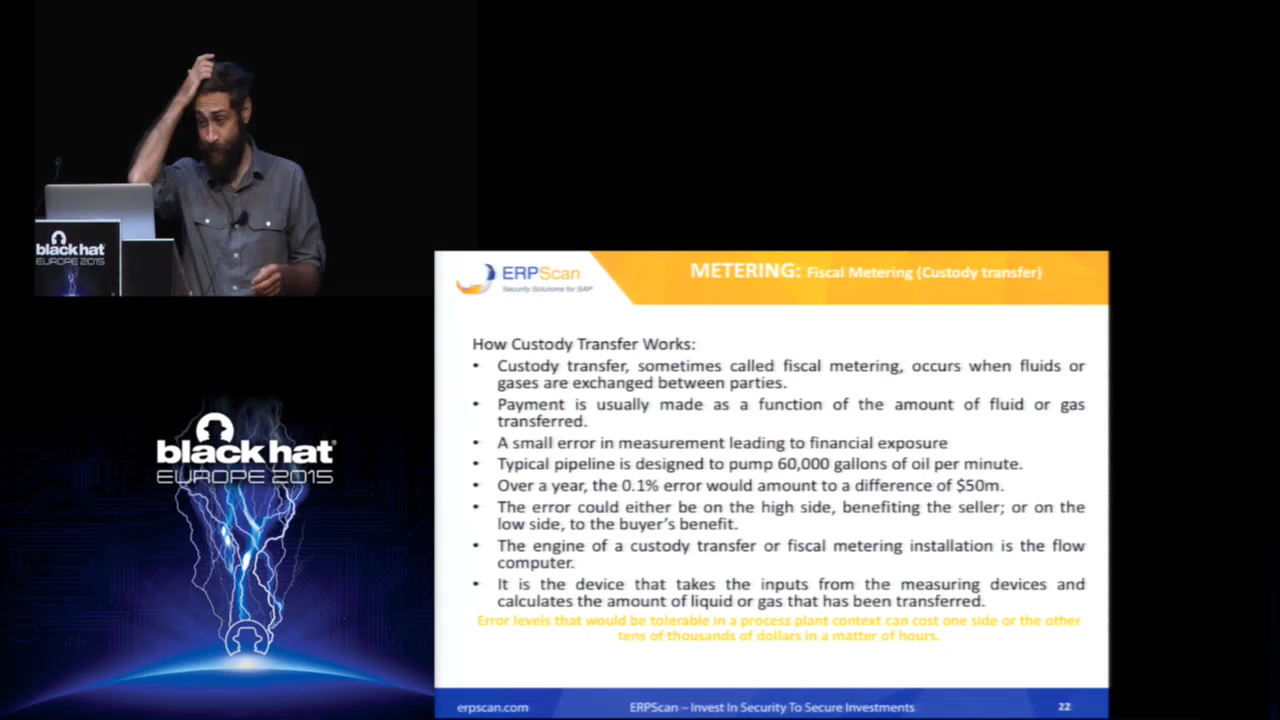 black hat
EUROPE 2015
ERPScan
Security Solutions for SAP
METERING: Fiscal Metering (Custody transfer)
How Custody Transfer Works:
• Custody transfer, sometimes called fiscal metering, occurs when fluids or
gases are exchanged between parties.
• Payment is usually made as a function of the amount of fluid or gas
transferred.
• A small error in measurement leading to financial exposure
• Typical pipeline is designed to pump 60,000 gallons of oil per minute.
• Over a year, the 0.1% error would amount to a difference of $50m.
• The error could either be on the high side, benefiting the seller; or on the
low side, to the buyer's benefit.
• The engine of a custody transfer or fiscal metering installation is the flow
computer.
• It is the device that takes the inputs from the measuring devices and
calculates the amount of liquid or gas that has been transferred.
Error levels that would be tolerable in a process plant context can cost one side or the other
tens of thousands of dollars in a matter of hours.
erpscan.com
ERPScan – Invest In Security To Secure Investments
22
black hat
EUROPE 2015